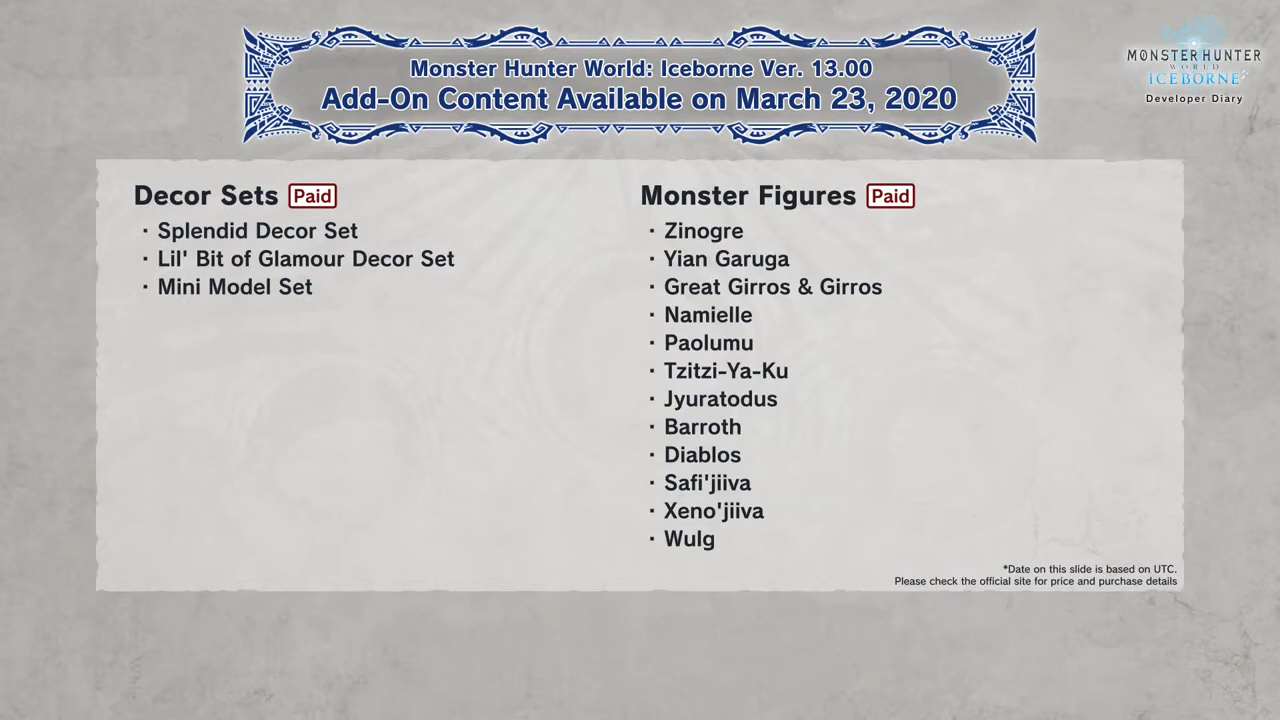 Monster Hunter World: Iceborne Ver. 13.00
Add-On Content Available on March 23, 2020
MONSTER HUNTER
WORLD
ICEBORNE
Developer Diary
Decor Sets Paid
· Splendid Decor Set
· Lil' Bit of Glamour Decor Set
· Mini Model Set
Monster Figures Paid
· Zinogre
· Yian Garuga
· Great Girros & Girros
· Namielle
· Paolumu
· Tzitzi-Ya-Ku
· Jyuratodus
· Barroth
· Diablos
· Safi'jiiva
· Xeno'jiiva
· Wulg
*Date on this slide is based on UTC.
Please check the official site for price and purchase details